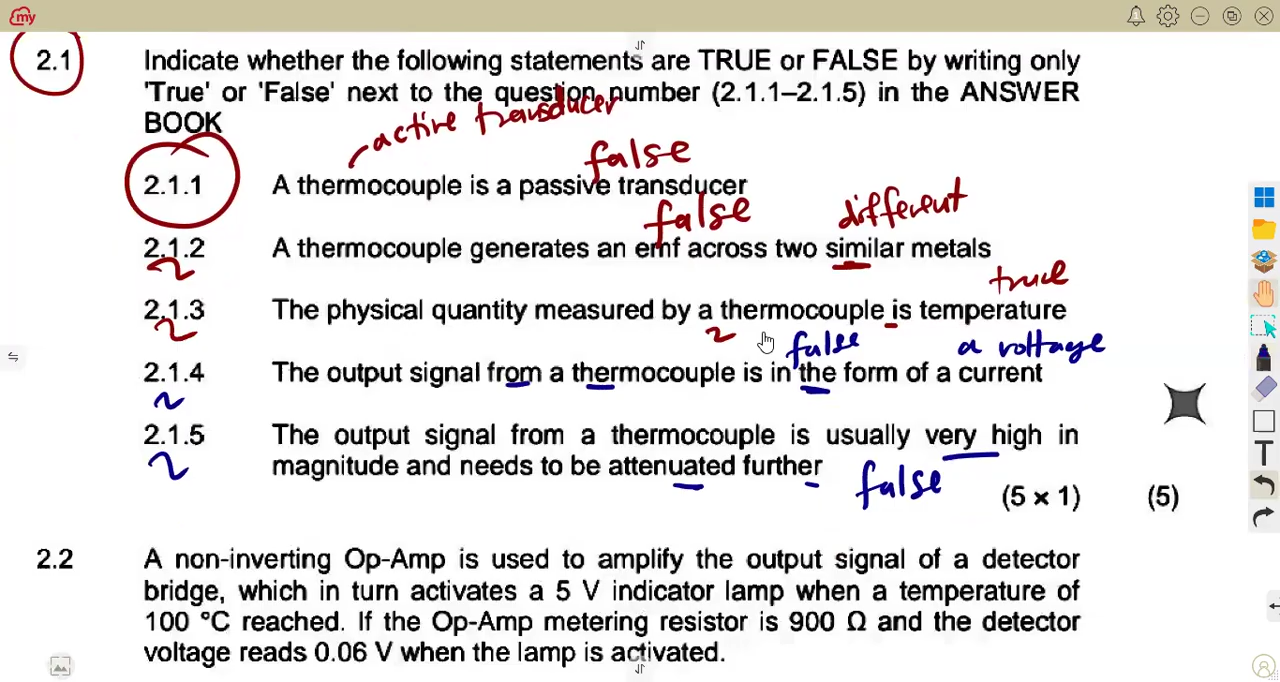 my
2.1 Indicate whether the following statements are TRUE or FALSE by writing only
'True' or 'False' next to the question number (2.1.1–2.1.5) in the ANSWER
BOOK
active transducer
false
2.1.1 A thermocouple is a passive transducer
false different
2.1.2 A thermocouple generates an emf across two similar metals
true
2.1.3 The physical quantity measured by a thermocouple is temperature
false a voltage
2.1.4 The output signal from a thermocouple is in the form of a current
2.1.5 The output signal from a thermocouple is usually very high in
magnitude and needs to be attenuated further
false
(5 × 1) (5)
2.2 A non-inverting Op-Amp is used to amplify the output signal of a detector
bridge, which in turn activates a 5 V indicator lamp when a temperature of
100 °C reached. If the Op-Amp metering resistor is 900 Ω and the detector
voltage reads 0.06 V when the lamp is activated.